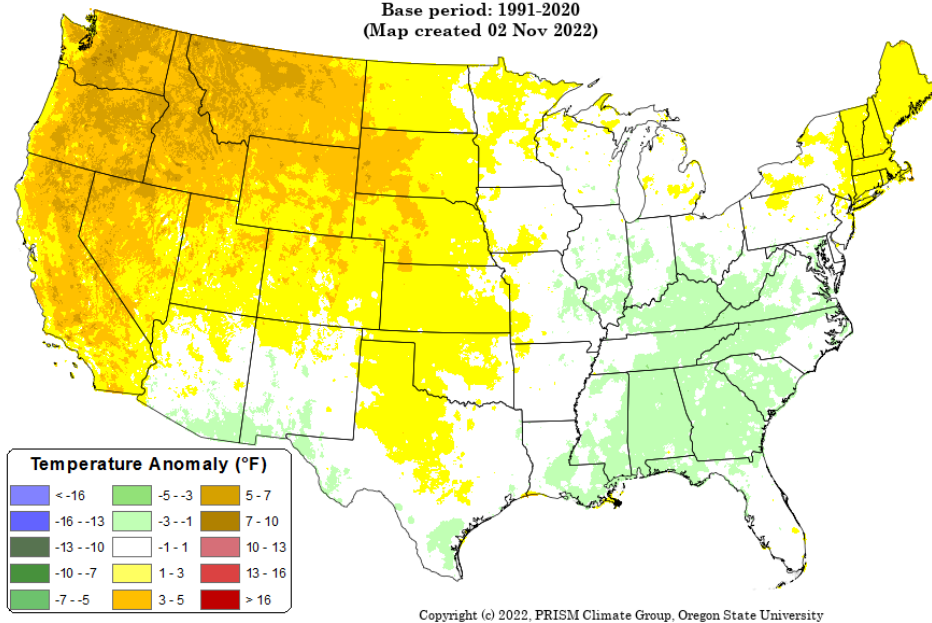 Base period: 1991-2020
(Map created 02 Nov 2022)
Temperature Anomaly (°F)
< -16
-5 - -3
5 - 7
-16 - -13
-3 - -1
7 - 10
-13 - -10
-1 - 1
10 - 13
-10 - -7
1 - 3
13 - 16
-7 - -5
3 - 5
> 16
Copyright (c) 2022, PRISM Climate Group, Oregon State University